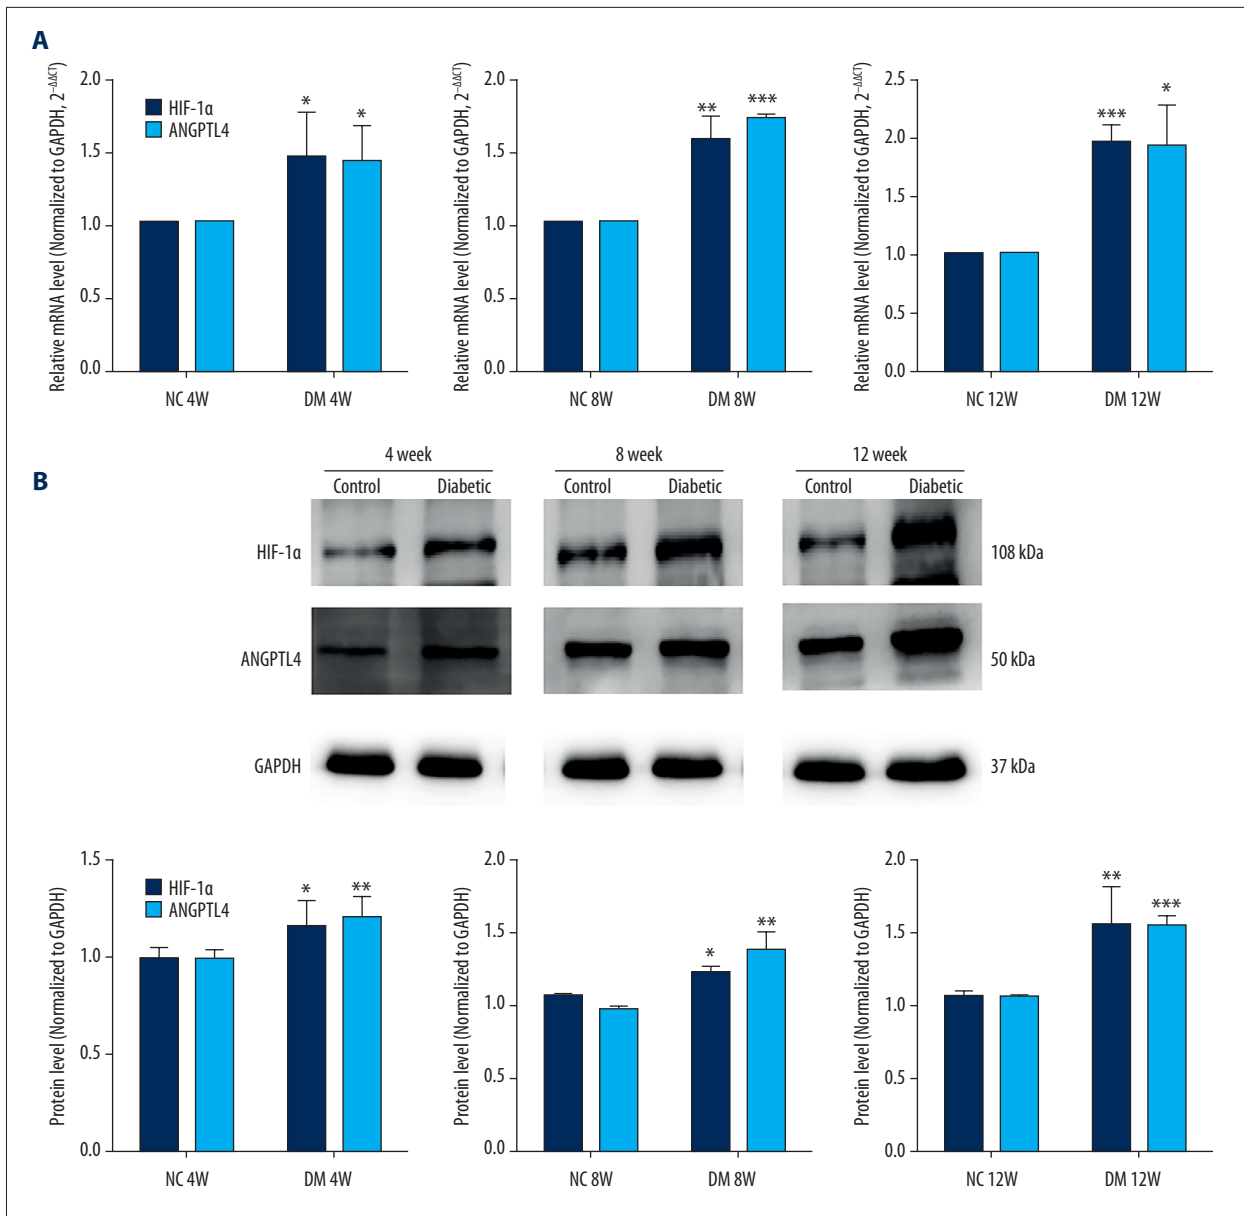 A
Relative mRNA level (Normalized to GAPDH, 2^–ΔΔCT)
2.0
1.5
1.0
0.5
0.0
HIF-1α
ANGPTL4
*
*
NC 4W
DM 4W
Relative mRNA level (Normalized to GAPDH, 2^–ΔΔCT)
2.0
1.5
1.0
0.5
0.0
**
***
NC 8W
DM 8W
Relative mRNA level (Normalized to GAPDH, 2^–ΔΔCT)
2.5
2.0
1.5
1.0
0.5
0.0
***
*
NC 12W
DM 12W
B
4 week
8 week
12 week
Control
Diabetic
Control
Diabetic
Control
Diabetic
HIF-1α
108 kDa
ANGPTL4
50 kDa
GAPDH
37 kDa
Protein level (Normalized to GAPDH)
1.5
1.0
0.5
0.0
HIF-1α
ANGPTL4
*
**
NC 4W
DM 4W
Protein level (Normalized to GAPDH)
2.0
1.5
1.0
0.5
0.0
*
**
NC 8W
DM 8W
Protein level (Normalized to GAPDH)
2.0
1.5
1.0
0.5
0.0
**
***
NC 12W
DM 12W